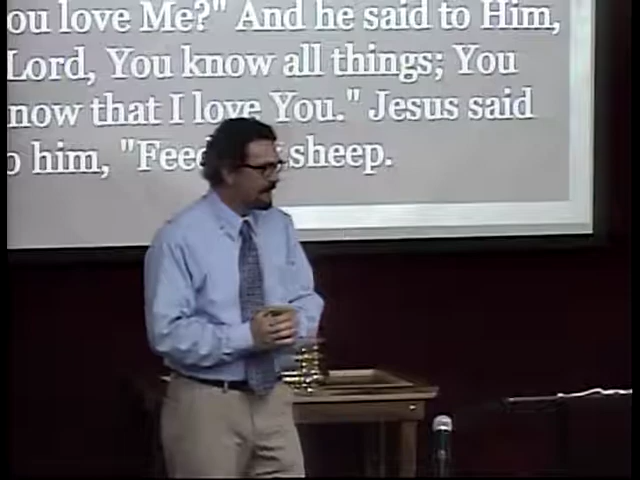 ou love Me?" And he said to Him,
Lord, You know all things; You
now that I love You." Jesus said
o him, "Feed sheep.